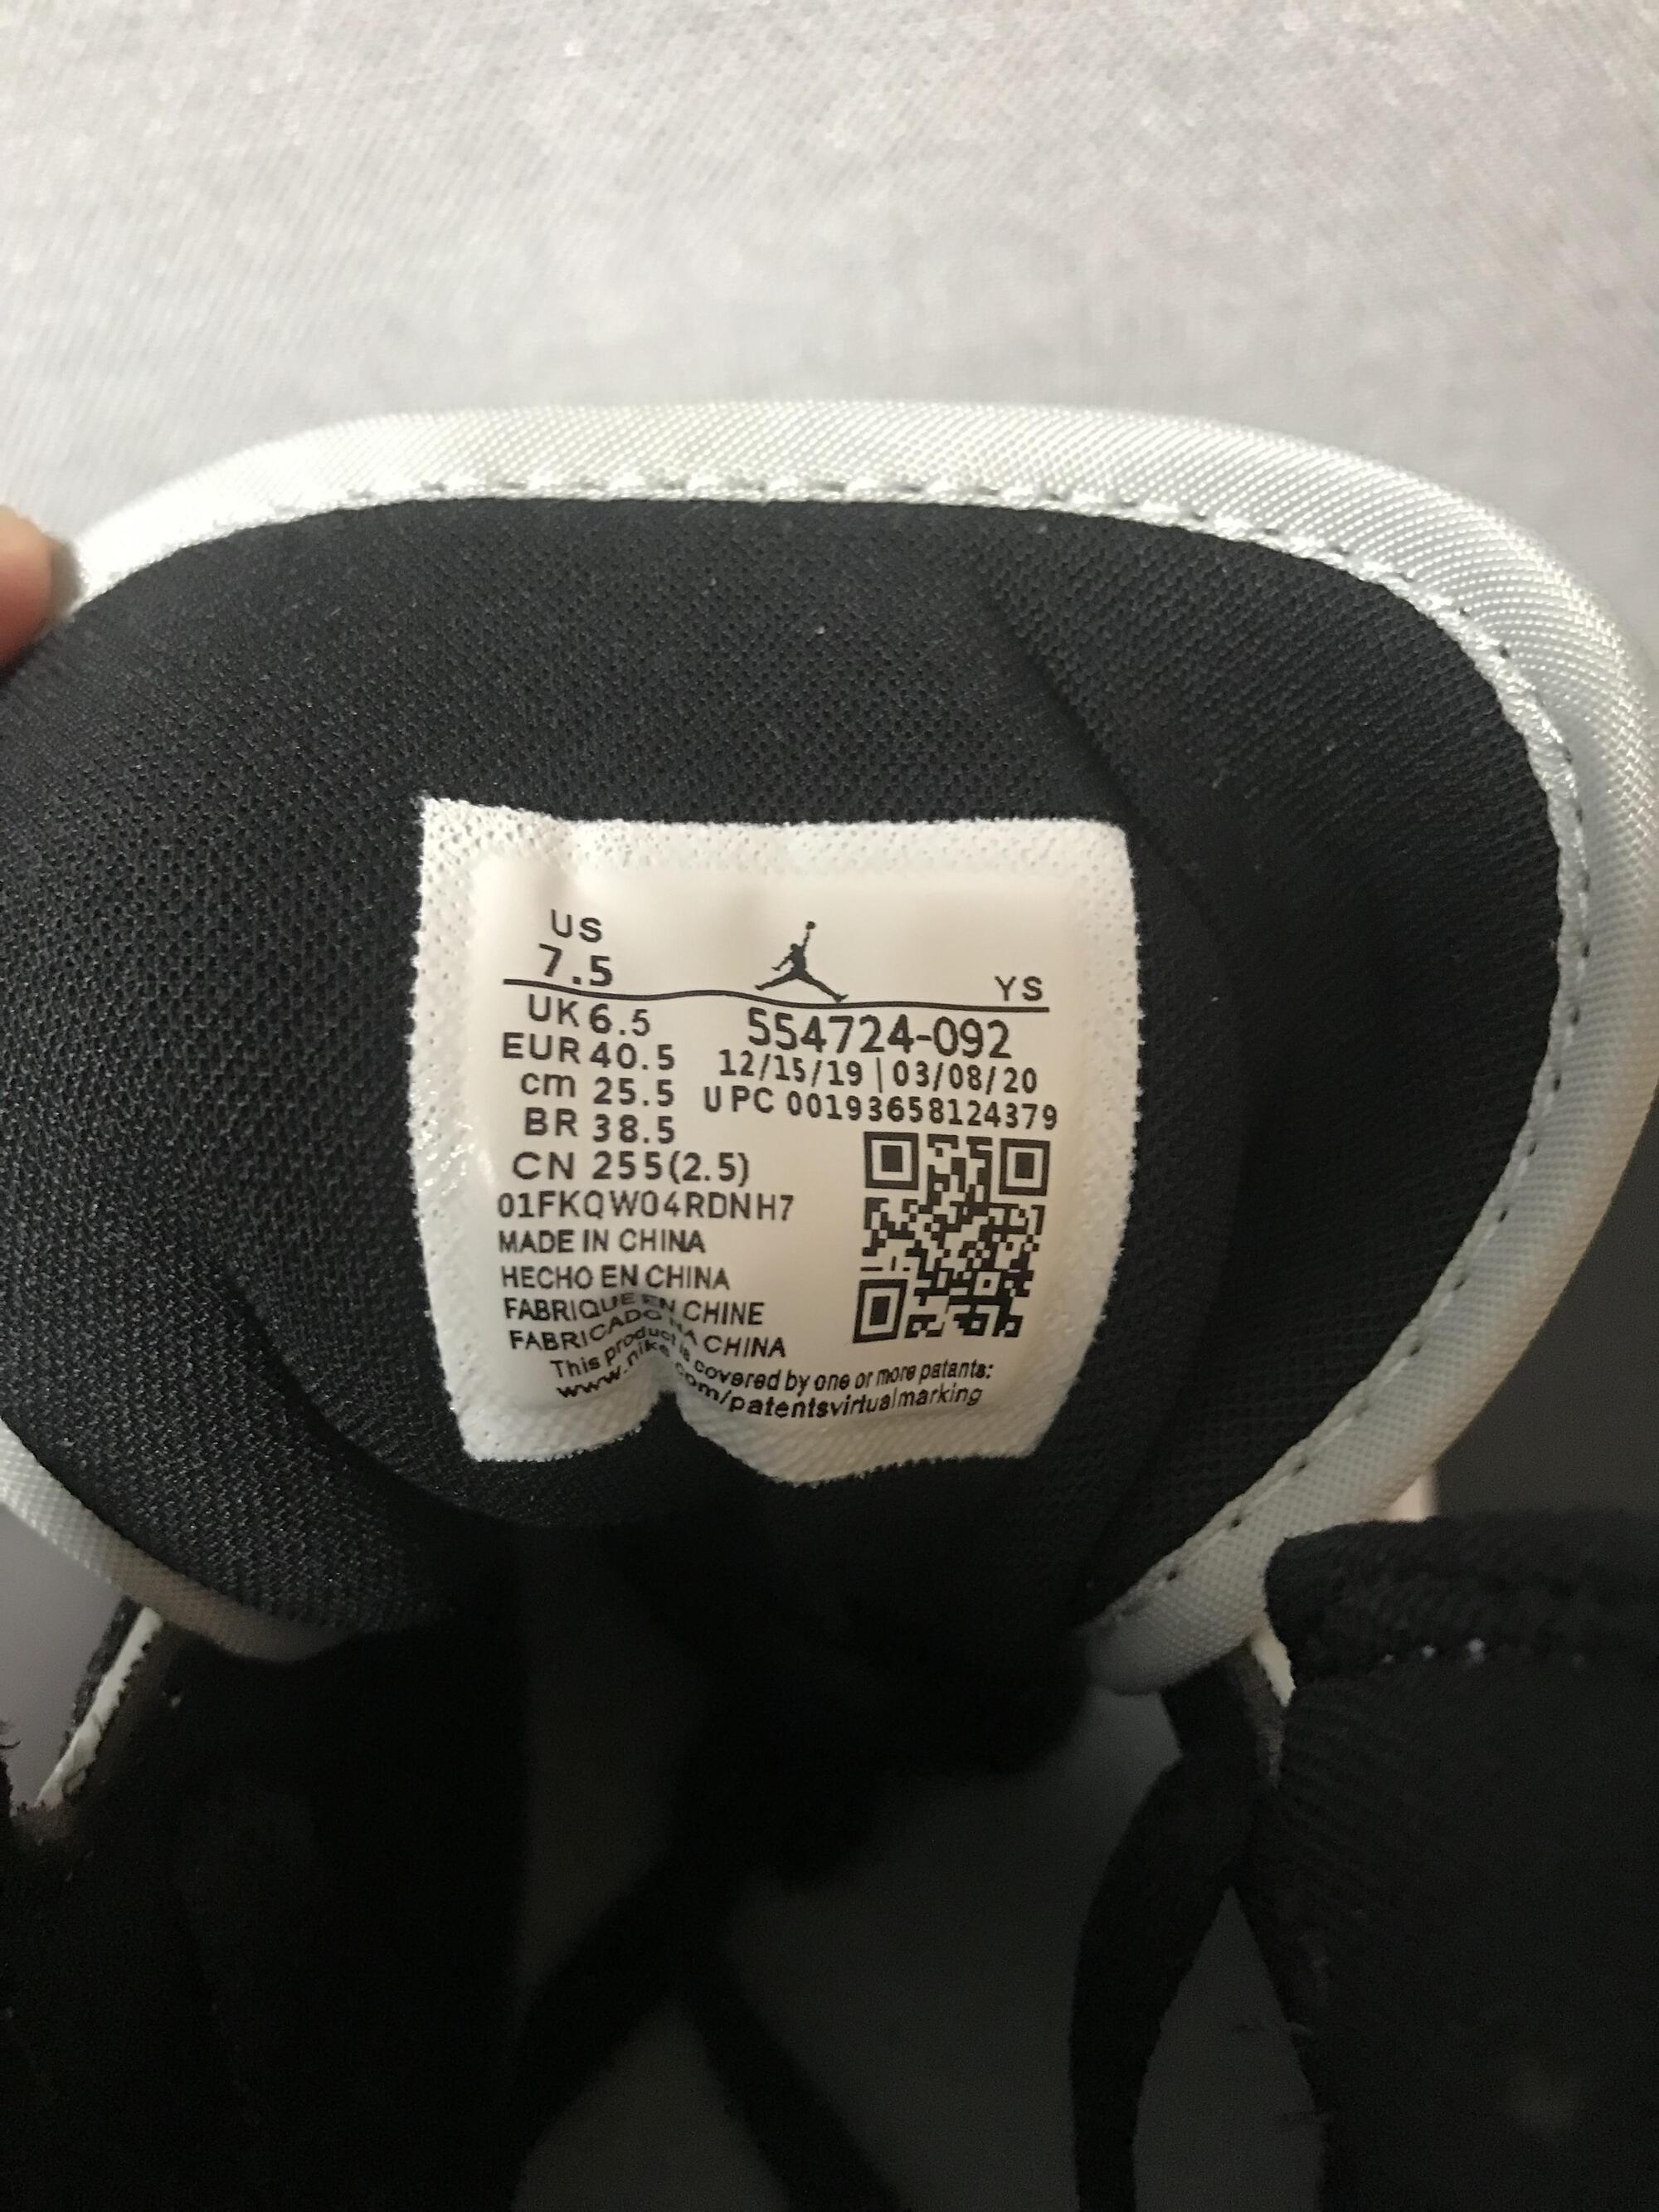 US
7.5
YS
UK 6.5
EUR 40.5
cm 25.5
BR 38.5
CN 255(2.5)
554724-092
12/15/19 | 03/08/20
UPC 00193658124379
01FKQW04RDNH7
MADE IN CHINA
HECHO EN CHINA
FABRIQUE EN CHINE
FABRICADO NA CHINA
This product is covered by one or more patents:
www.nike.com/patentsvirtualmarking